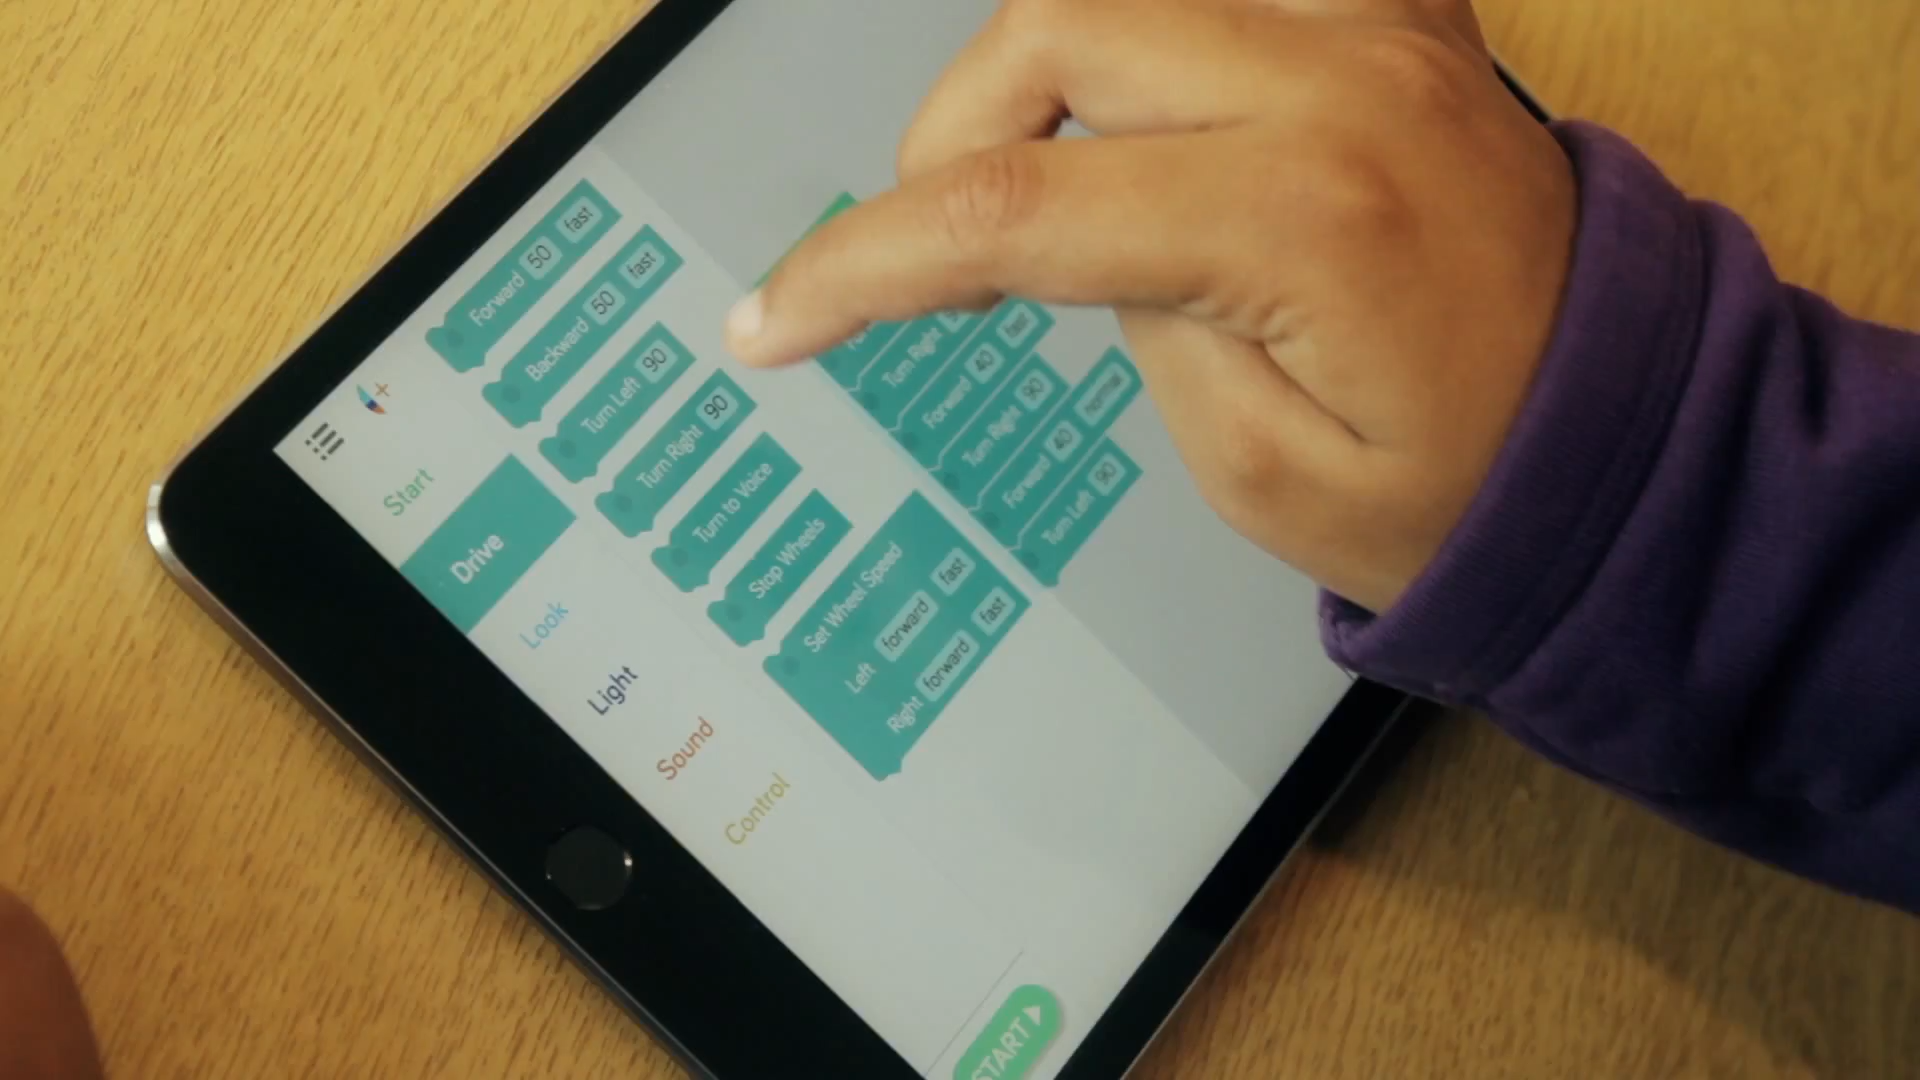 Start
Drive
Look
Light
Sound
Control
Forward 50 fast
Backward 50 fast
Turn Left 90
Turn Right 90
Turn to Voice
Stop Wheels
Set Wheel Speed
Left forward fast
Right forward fast
Turn Right
Forward 40 fast
Turn Right 90
Forward 40 normal
Turn Left 90
START